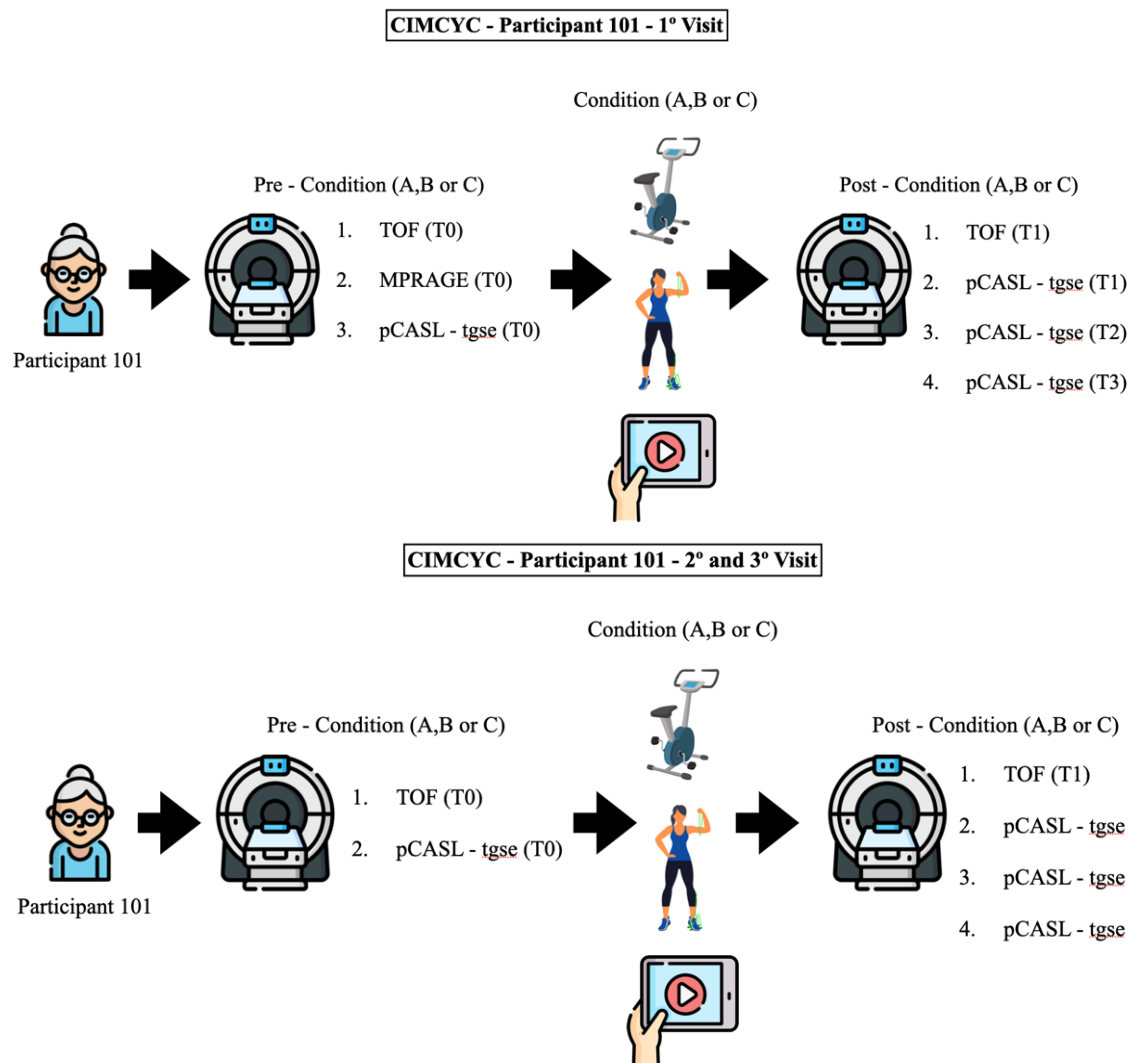 CIMCYC - Participant 101 - 1º Visit
Condition (A,B or C)
Pre - Condition (A,B or C)
1. TOF (T0)
2. MPRAGE (T0)
3. pCASL - tgse (T0)
Participant 101
Post - Condition (A,B or C)
1. TOF (T1)
2. pCASL - tgse (T1)
3. pCASL - tgse (T2)
4. pCASL - tgse (T3)
CIMCYC - Participant 101 - 2º and 3º Visit
Condition (A,B or C)
Pre - Condition (A,B or C)
1. TOF (T0)
2. pCASL - tgse (T0)
Participant 101
Post - Condition (A,B or C)
1. TOF (T1)
2. pCASL - tgse
3. pCASL - tgse
4. pCASL - tgse